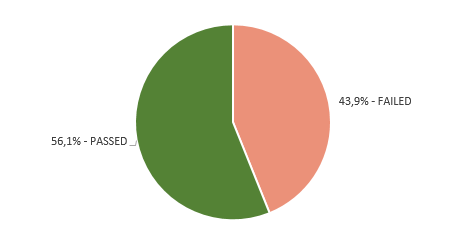 43,9% - FAILED
56,1% - PASSED